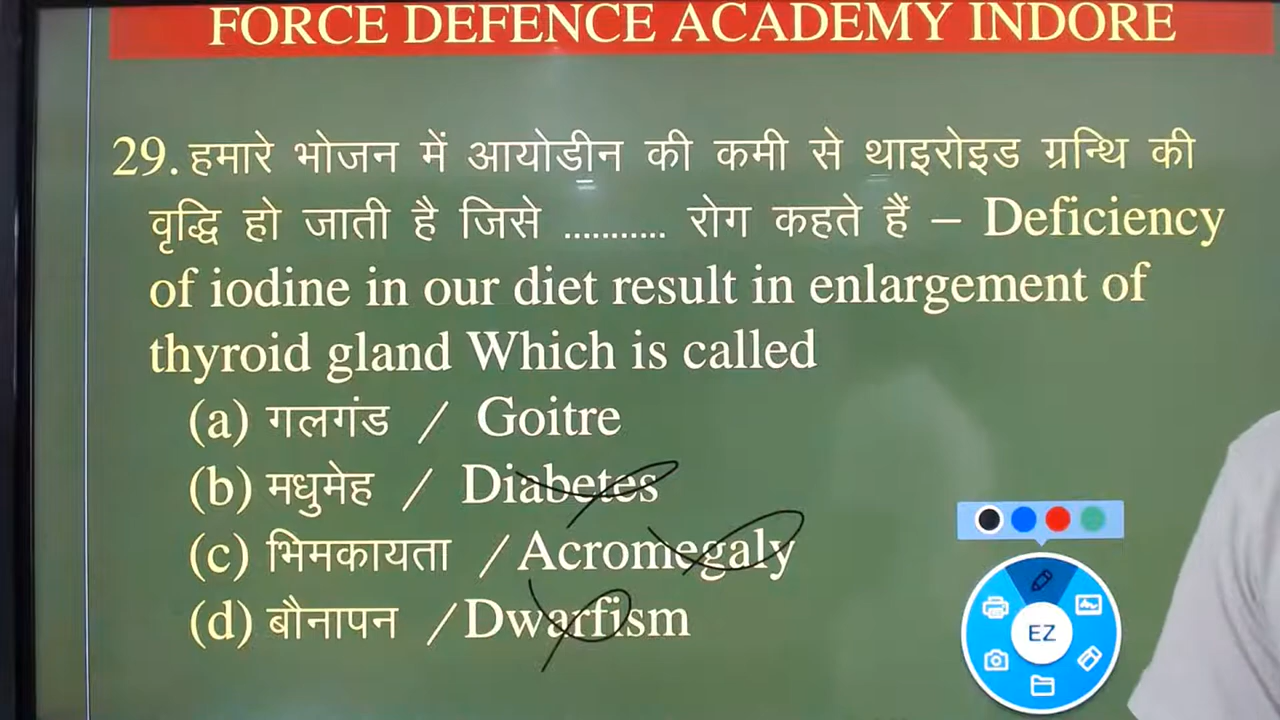 FORCE DEFENCE ACADEMY INDORE
29. हमारे भोजन में आयोडीन की कमी से थाइरोइड ग्रन्थि की
वृद्धि हो जाती है जिसे ........... रोग कहते हैं – Deficiency
of iodine in our diet result in enlargement of
thyroid gland Which is called
(a) गलगंड / Goitre
(b) मधुमेह / Diabetes
(c) भिमकायता / Acromegaly
(d) बौनापन / Dwarfism
EZ